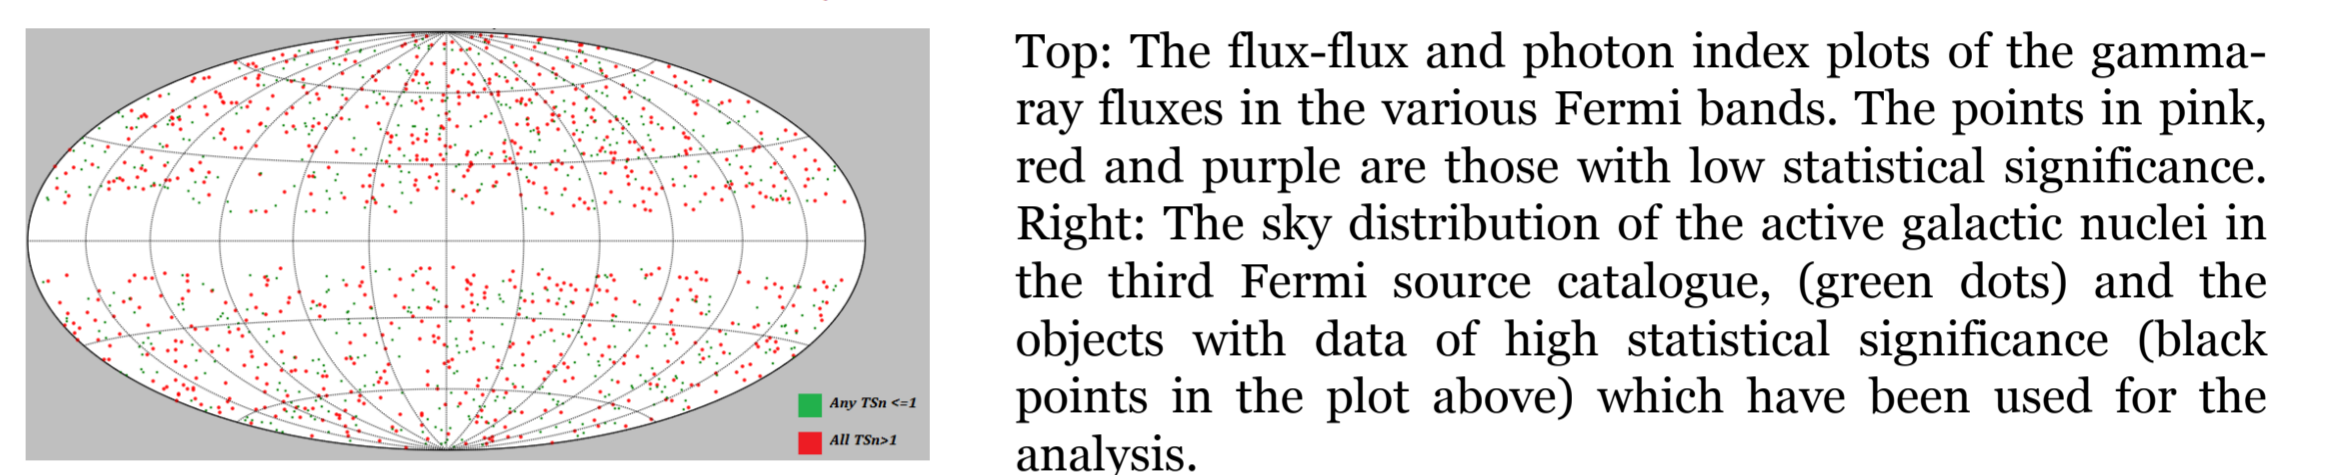 Any TSn <=1
All TSn>1
Top: The flux-flux and photon index plots of the gamma-
ray fluxes in the various Fermi bands. The points in pink,
red and purple are those with low statistical significance.
Right: The sky distribution of the active galactic nuclei in
the third Fermi source catalogue, (green dots) and the
objects with data of high statistical significance (black
points in the plot above) which have been used for the
analysis.